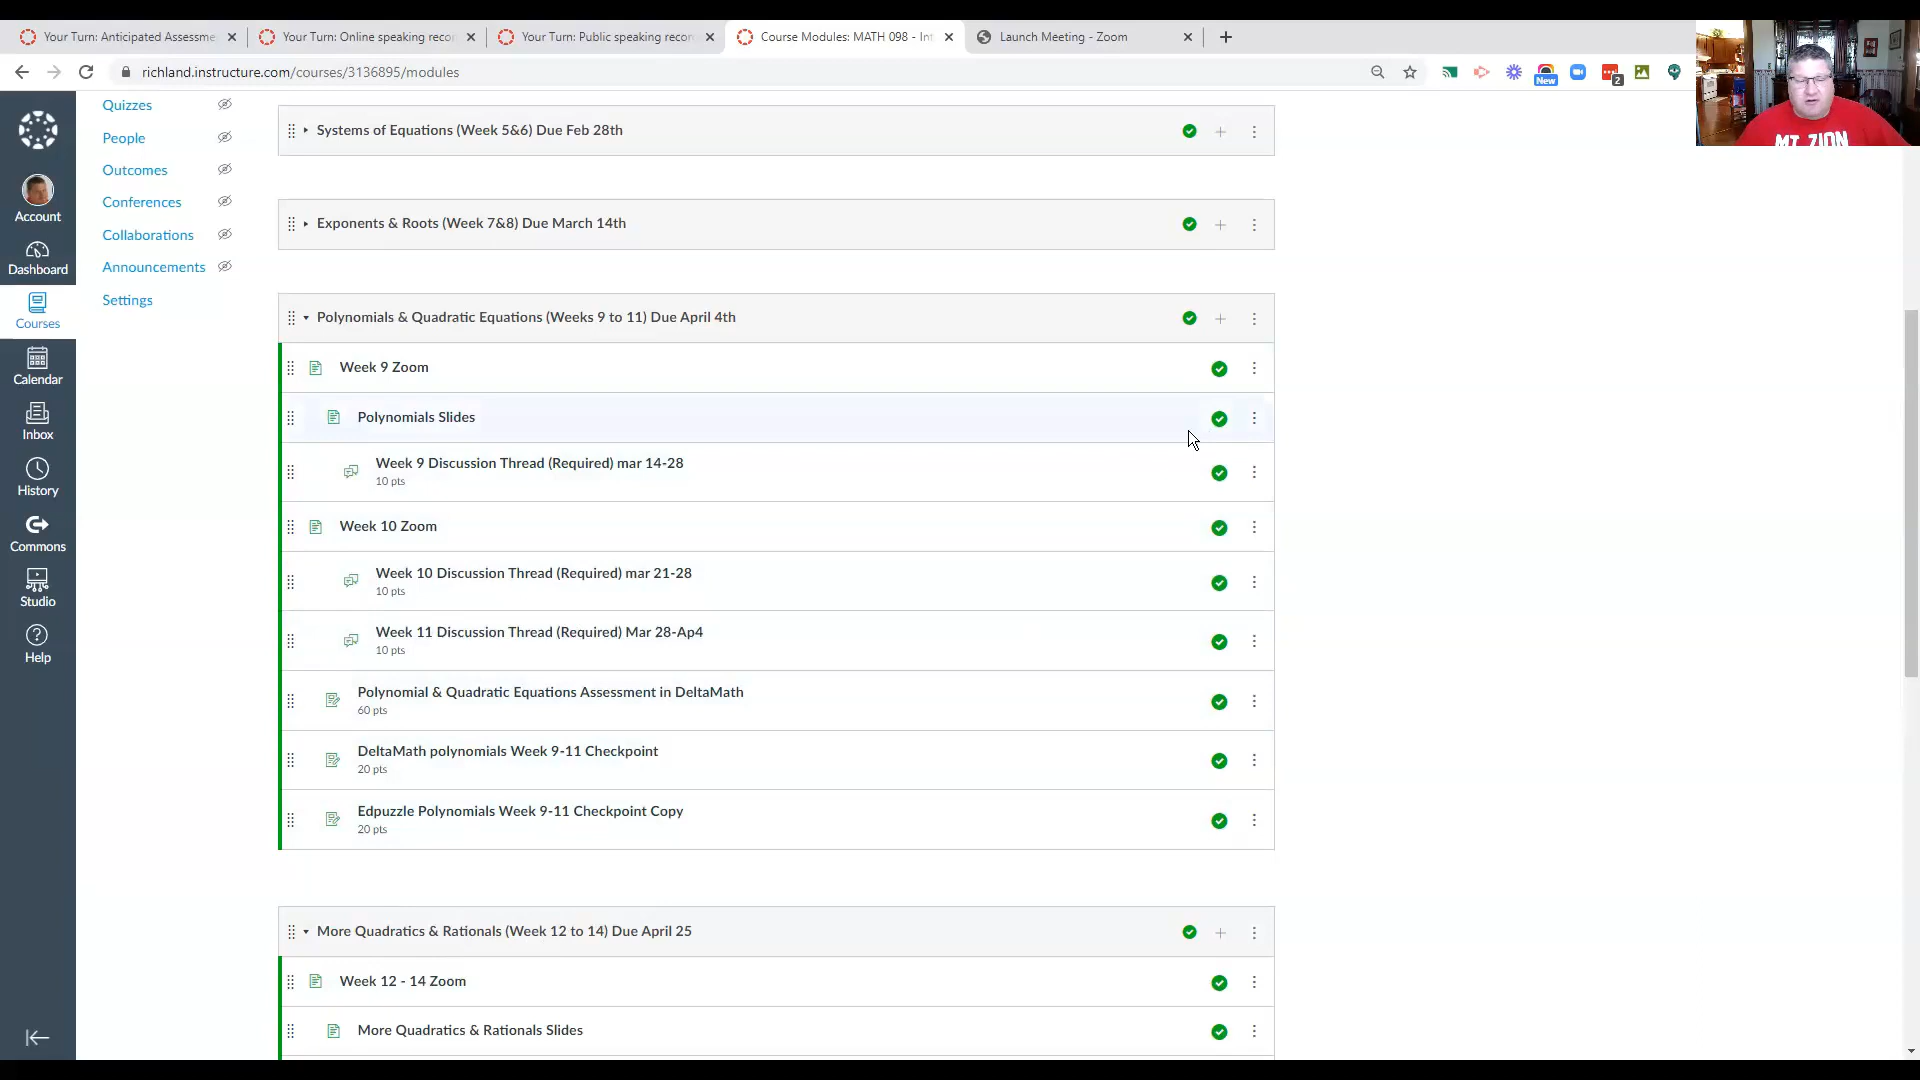 Your Turn: Anticipated Assessme
Your Turn: Online speaking recor
Your Turn: Public speaking recor
Course Modules: MATH 098 - Int
Launch Meeting - Zoom
richland.instructure.com/courses/3136895/modules
New
2
MT. ZION
Account
Dashboard
Courses
Calendar
Inbox
History
Commons
Studio
Help
Quizzes
People
Outcomes
Conferences
Collaborations
Announcements
Settings
Systems of Equations (Week 5&6) Due Feb 28th
Exponents & Roots (Week 7&8) Due March 14th
Polynomials & Quadratic Equations (Weeks 9 to 11) Due April 4th
Week 9 Zoom
Polynomials Slides
Week 9 Discussion Thread (Required) mar 14-28
10 pts
Week 10 Zoom
Week 10 Discussion Thread (Required) mar 21-28
10 pts
Week 11 Discussion Thread (Required) Mar 28-Ap4
10 pts
Polynomial & Quadratic Equations Assessment in DeltaMath
60 pts
DeltaMath polynomials Week 9-11 Checkpoint
20 pts
Edpuzzle Polynomials Week 9-11 Checkpoint Copy
20 pts
More Quadratics & Rationals (Week 12 to 14) Due April 25
Week 12 - 14 Zoom
More Quadratics & Rationals Slides